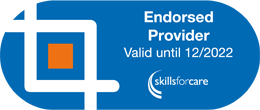 Endorsed
Provider
Valid until 12/2022
skillsforcare